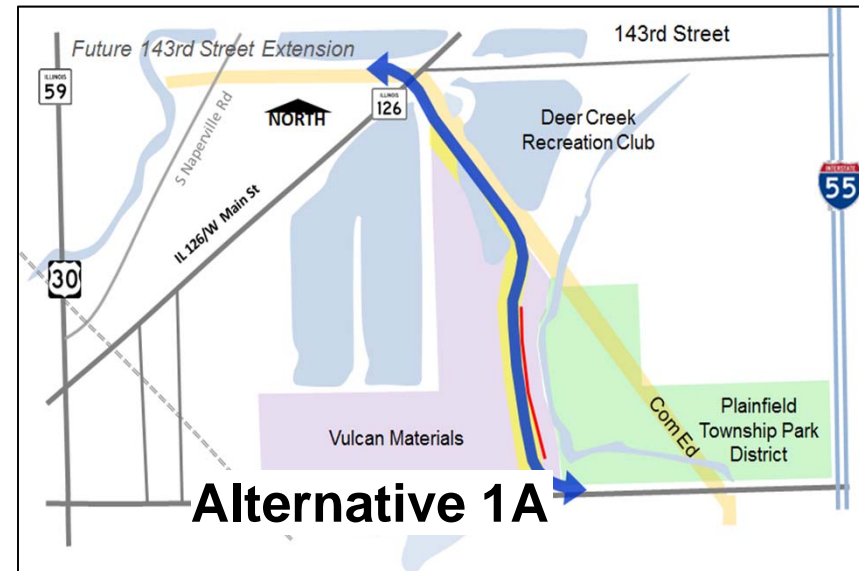 Future 143rd Street Extension
143rd Street
ILLINOIS
59
S Naperville Rd
NORTH
ILLINOIS
126
Deer Creek
Recreation Club
INTERSTATE
55
IL 126/W Main St
30
Vulcan Materials
Com Ed
Plainfield
Township Park
District
Alternative 1A